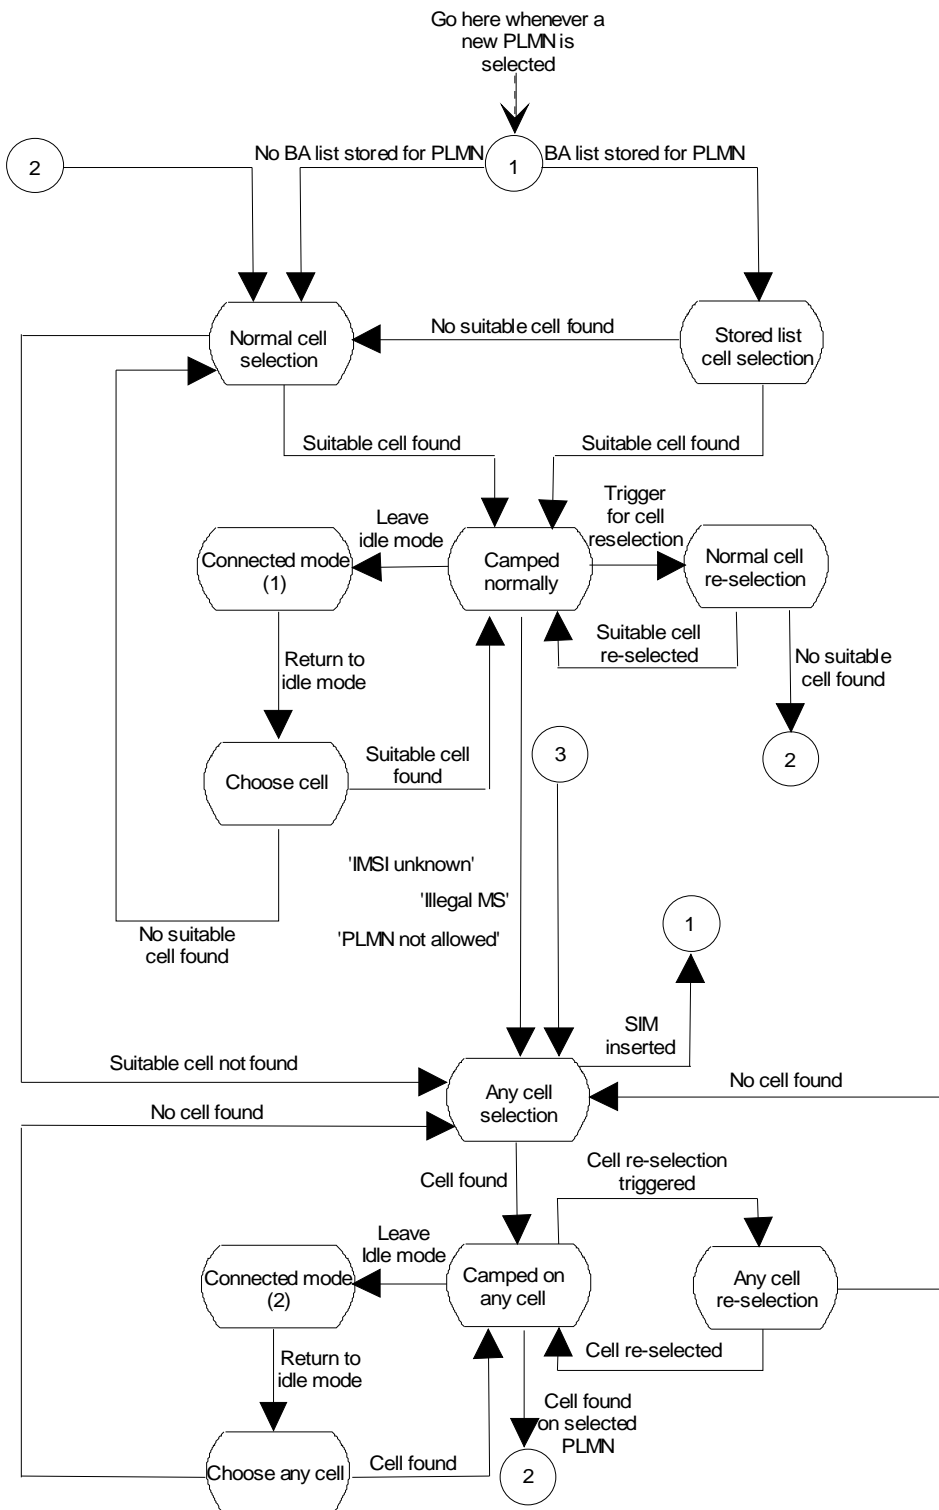 Go here whenever a
new PLMN is
selected
No BA list stored for PLMN
1
BA list stored for PLMN
2
Normal cell
selection
No suitable cell found
Stored list
cell selection
Suitable cell found
Suitable cell found
Leave
idle mode
Trigger
for cell
reselection
Connected mode
(1)
Camped
normally
Normal cell
re-selection
Suitable cell
re-selected
Return to
idle mode
No suitable
cell found
3
2
Choose cell
Suitable cell
found
'IMSI unknown'
'Illegal MS'
'PLMN not allowed'
No suitable
cell found
1
SIM
inserted
Suitable cell not found
Any cell
selection
No cell found
No cell found
Cell found
Cell re-selection
triggered
Leave
Idle mode
Connected mode
(2)
Camped on
any cell
Any cell
re-selection
Cell re-selected
Return to
idle mode
Cell found
on selected
PLMN
Choose any cell
Cell found
2